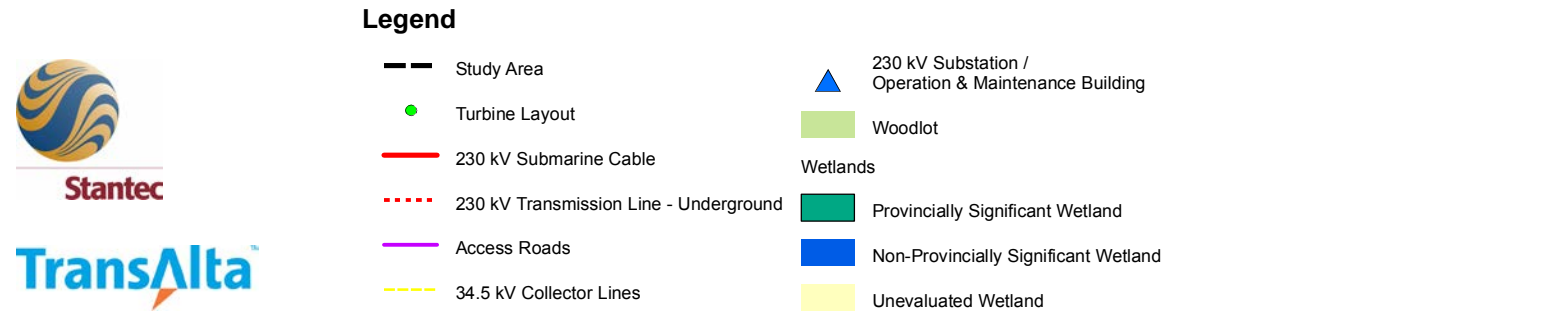 Legend
Stantec
TransAlta™
Study Area
Turbine Layout
230 kV Submarine Cable
230 kV Transmission Line - Underground
Access Roads
34.5 kV Collector Lines
230 kV Substation /
Operation & Maintenance Building
Woodlot
Wetlands
Provincially Significant Wetland
Non-Provincially Significant Wetland
Unevaluated Wetland